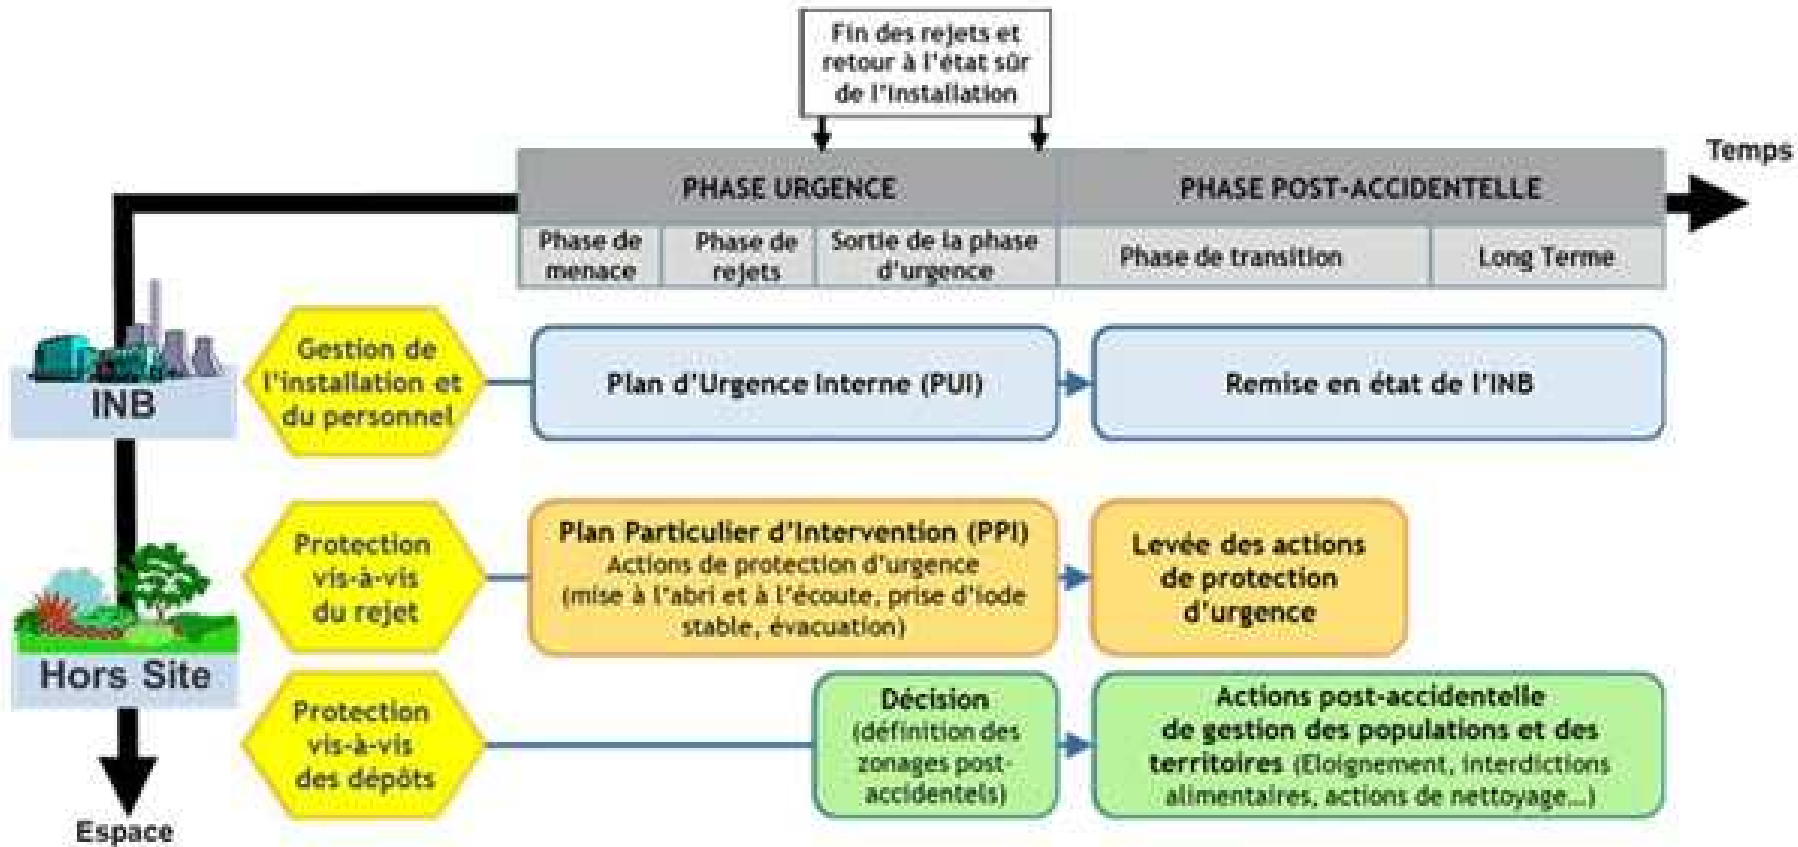 Fin des rejets et
retour à l'état sûr
de l'installation
Temps
PHASE URGENCE
PHASE POST-ACCIDENTELLE
Phase de
menace
Phase de
rejets
Sortie de la phase
d'urgence
Phase de transition
Long Terme
INB
Gestion de
l'installation et
du personnel
Plan d'Urgence Interne (PUI)
Remise en état de l'INB
Hors Site
Protection
vis-à-vis
du rejet
Plan Particulier d'Intervention (PPI)
Actions de protection d'urgence
(mise à l'abri et à l'écoute, prise d'iode
stable, évacuation)
Levée des actions
de protection
d'urgence
Protection
vis-à-vis
des dépôts
Décision
(définition des
zonages post-
accidentels)
Actions post-accidentelle
de gestion des populations et des
territoires (Eloignement, interdictions
alimentaires, actions de nettoyage…)
Espace